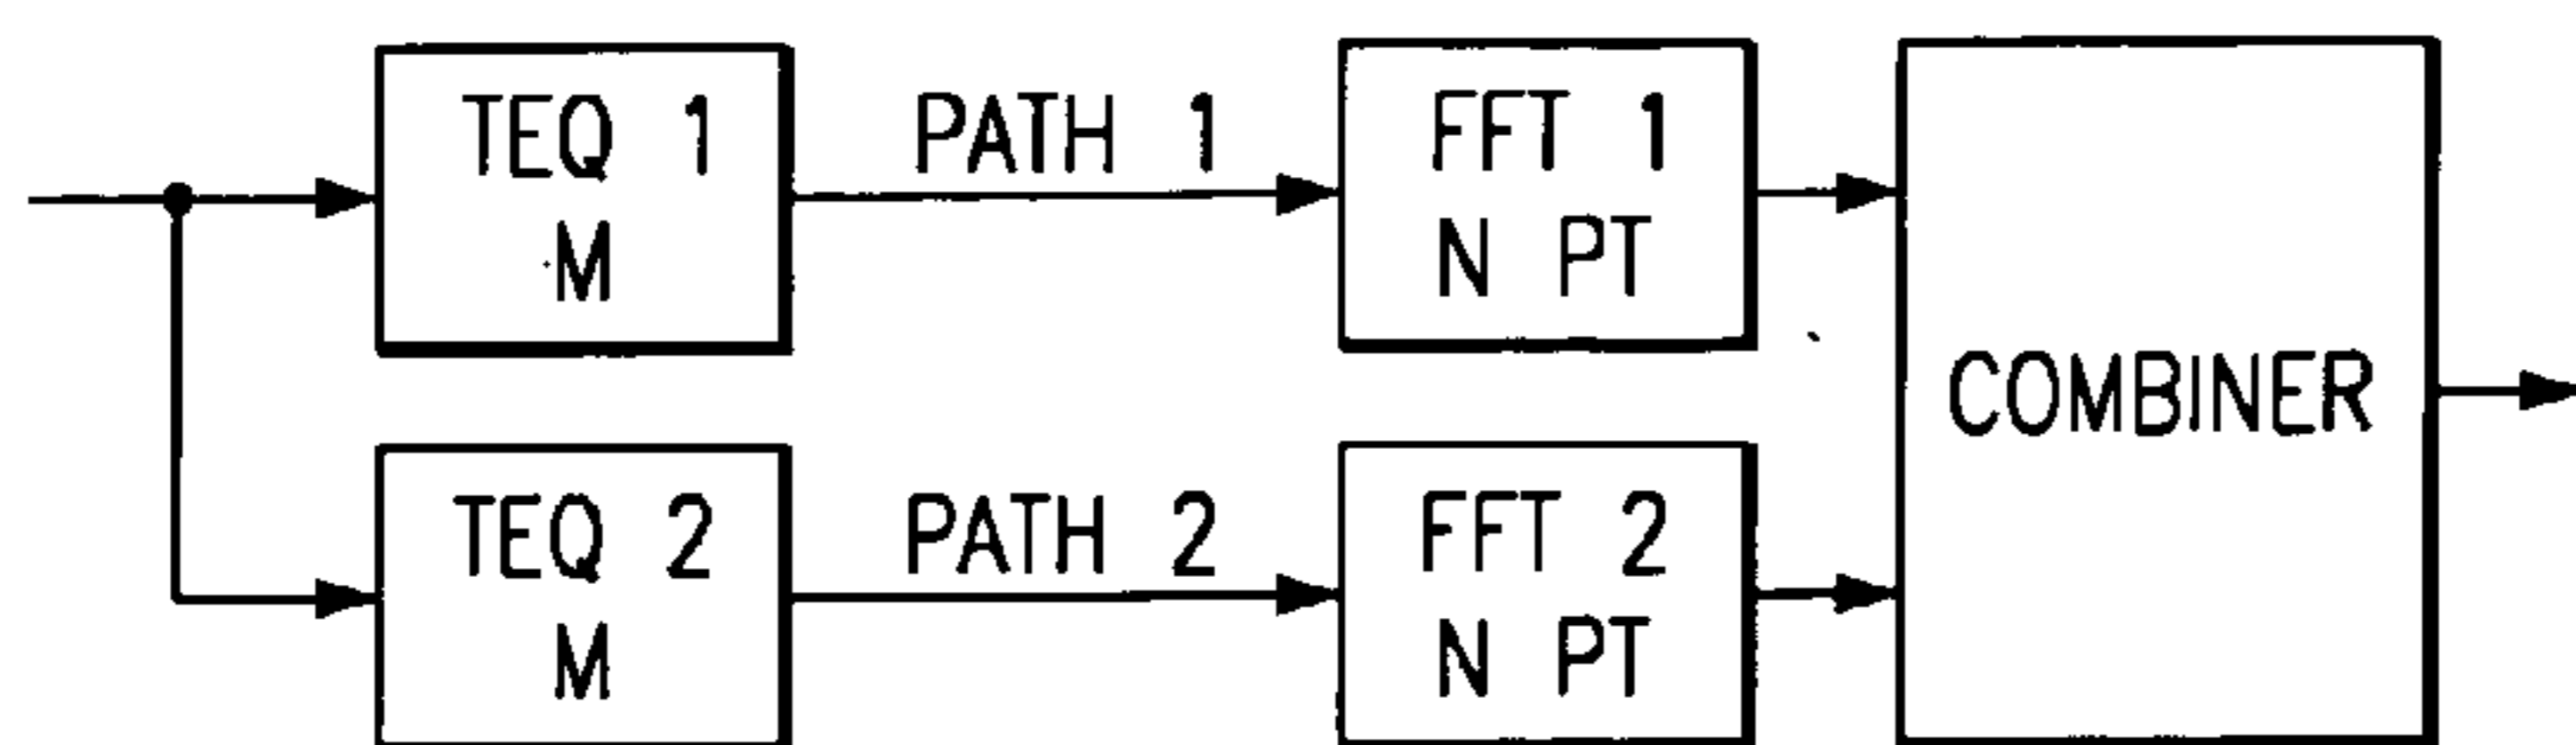 TEQ 1
M
PATH 1
FFT 1
N PT
COMBINER
TEQ 2
M
PATH 2
FFT 2
N PT